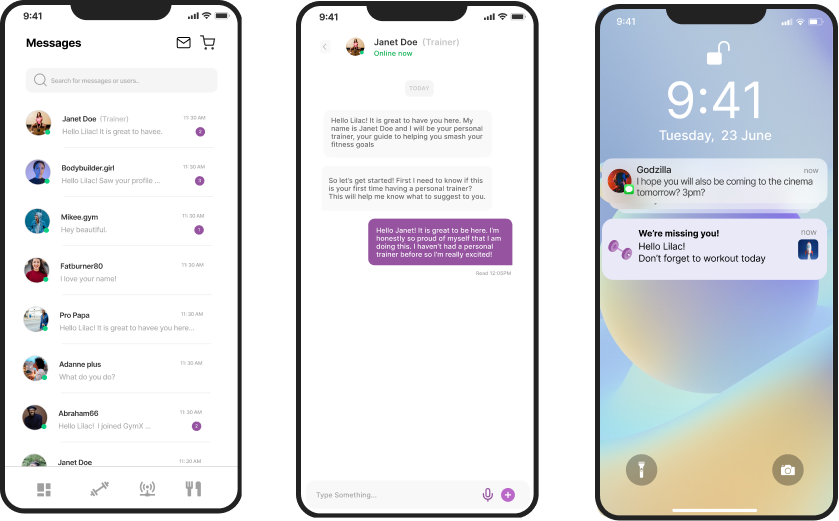 9:41
Messages
Search for messages or users..
Janet Doe (Trainer)
11:30 AM
Hello Lilac! It is great to havee.
Bodybuilder.girl
11:30 AM
Hello Lilac! Saw your profile ...
Mikee.gym
11:30 AM
Hey beautiful.
1
Fatburner80
11:30 AM
I love your name!
Pro Papa
11:30 AM
Hello Lilac! It is great to havee you here...
Adanne plus
11:30 AM
What do you do?
Abraham66
11:30 AM
Hello Lilac! I joined GymX ...
2
Janet Doe
11:30 AM
9:41
Janet Doe (Trainer)
Online now
TODAY
Hello Lilac! It is great to have you here. My
name is Janet Doe and I will be your personal
trainer, your guide to helping you smash your
fitness goals
So let's get started! First I need to know if this
is your first time having a personal trainer?
This will help me know what to suggest to you.
Hello Janet! It is great to be here. I'm
honestly so proud of myself that I am
doing this. I haven't had a personal
trainer before so I'm really excited!
Read 12:05PM
Type Something...
9:41
9:41
Tuesday, 23 June
Godzilla
now
I hope you will also be coming to the cinema
tomorrow? 3pm?
We're missing you!
now
Hello Lilac!
Don't forget to workout today